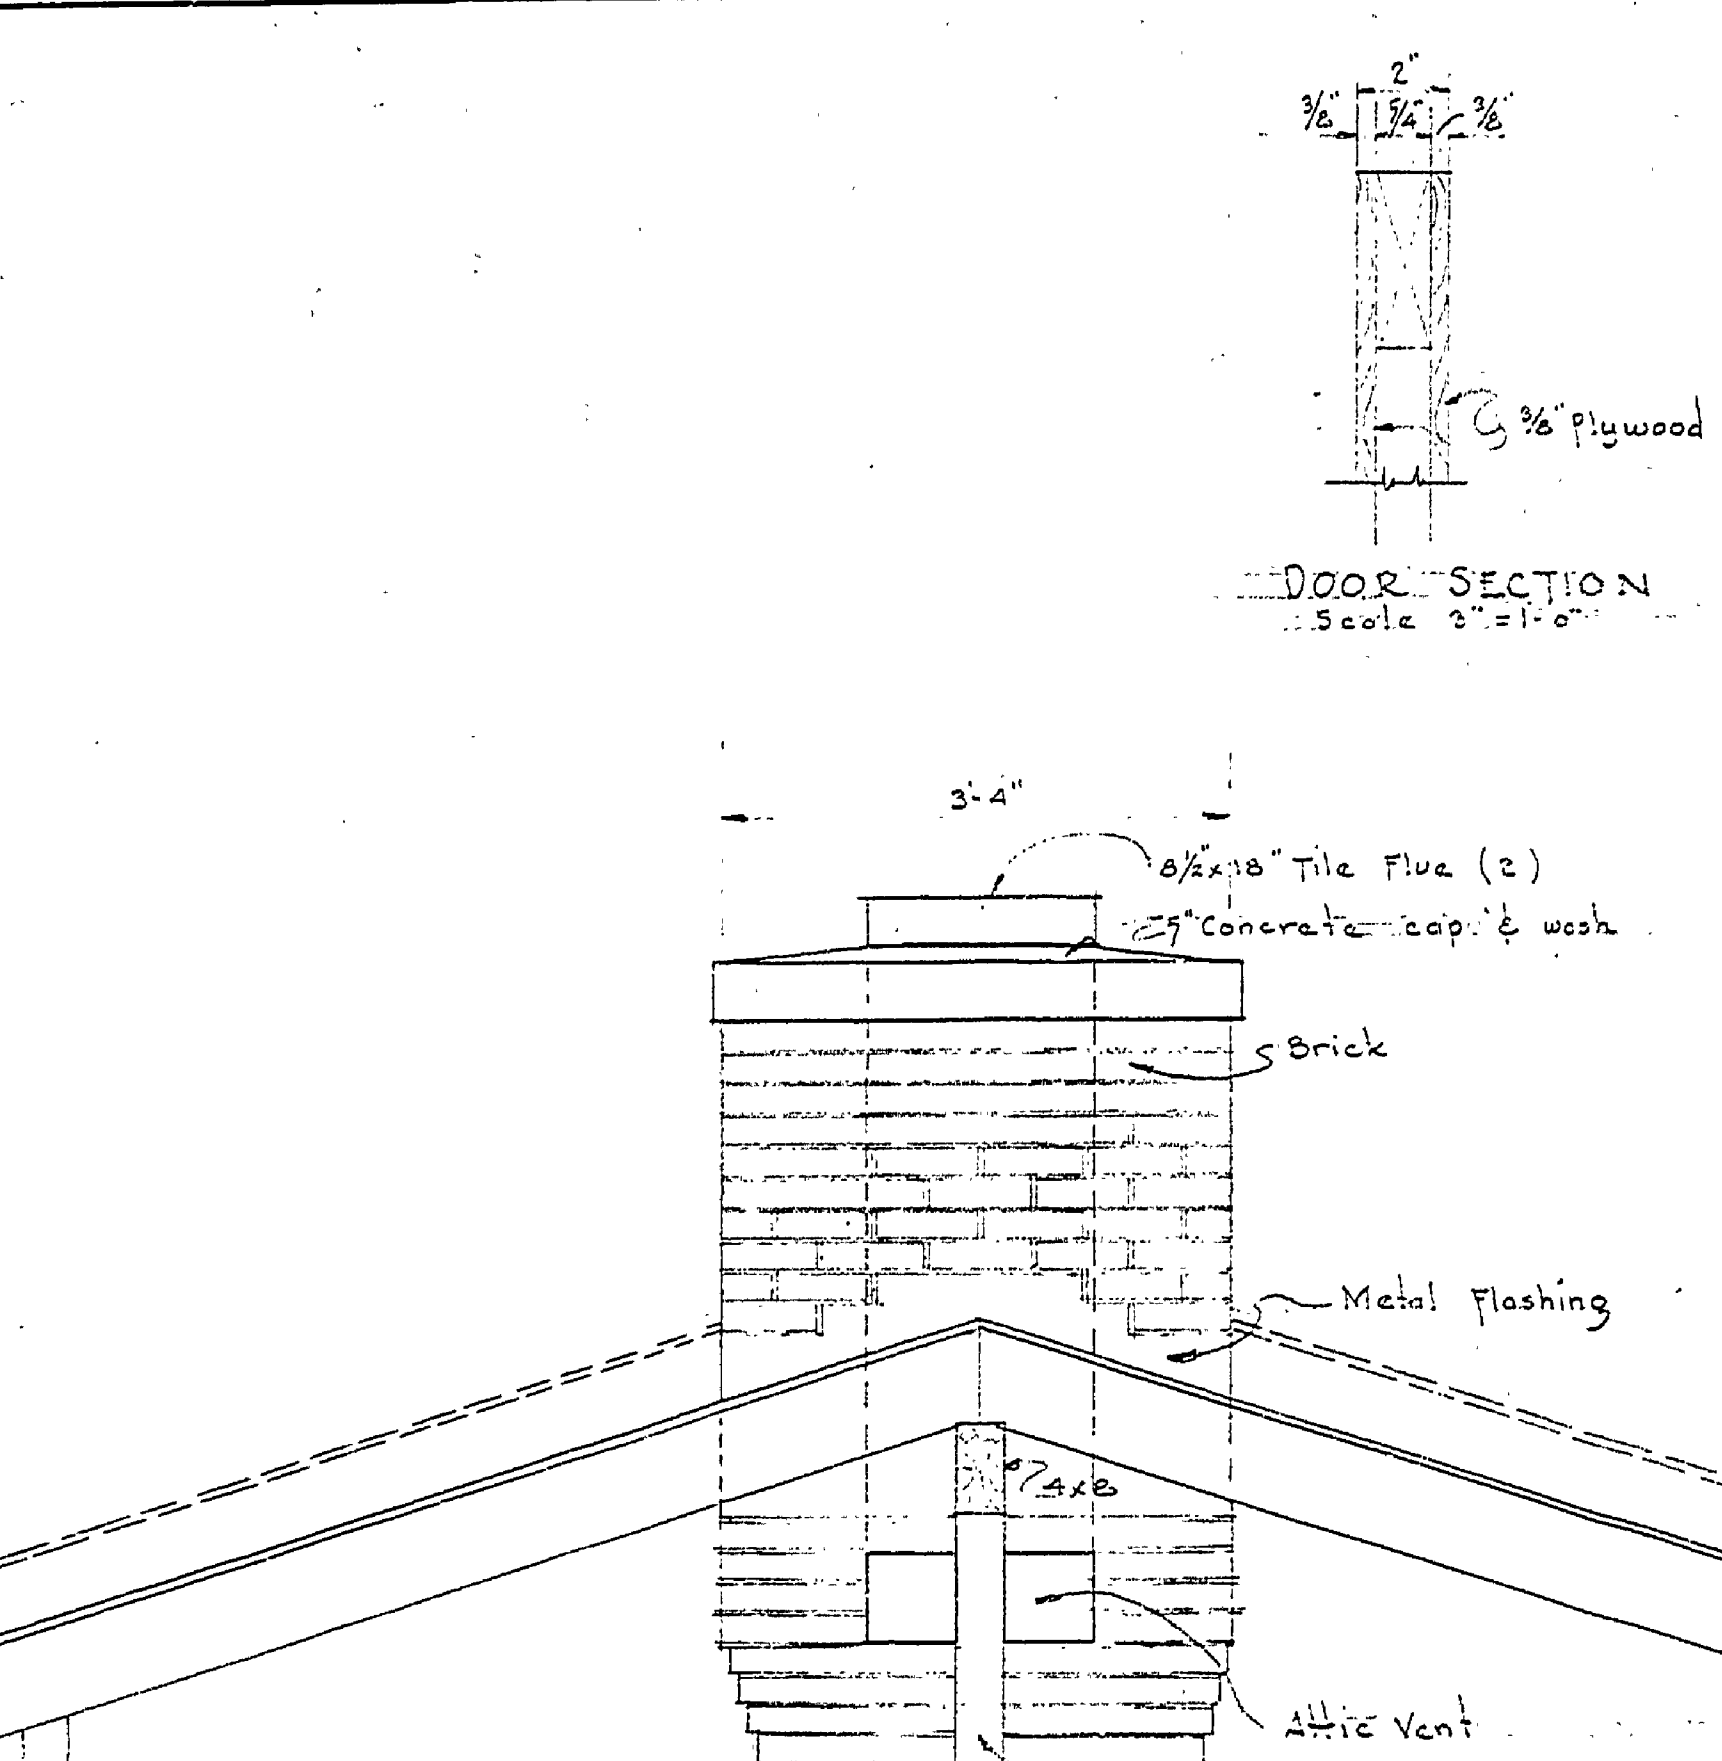 2"
3/8" 5/4" 3/8"
3/8" Plywood
DOOR SECTION
Scale 3" = 1'-0"
3'-4"
8½" x 18" Tile Flue (2)
5" Concrete cap & wash
Brick
Metal Flashing
4x8
Attic Vent